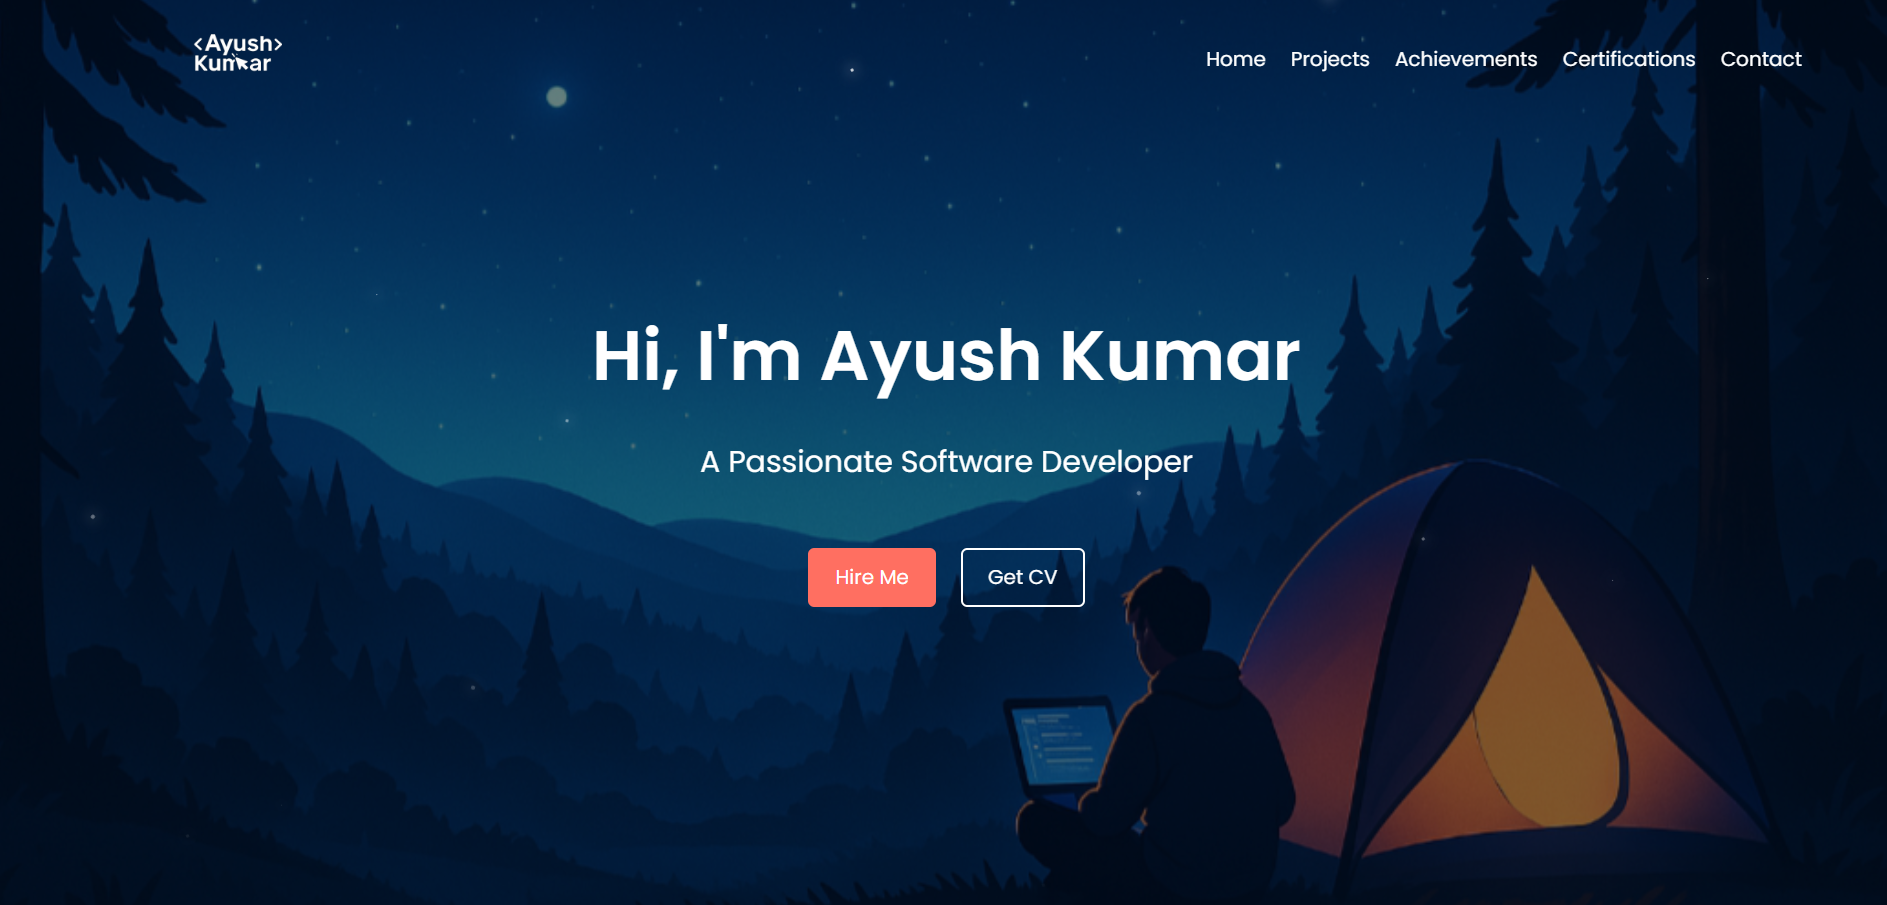 <Ayush>
Kumar
Home Projects Achievements Certifications Contact
Hi, I'm Ayush Kumar
A Passionate Software Developer
Hire Me Get CV